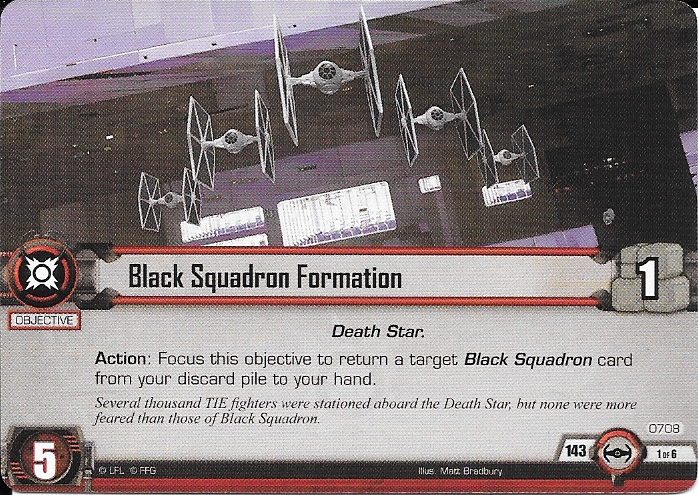 Black Squadron Formation
1
OBJECTIVE
Death Star.
Action: Focus this objective to return a target Black Squadron card
from your discard pile to your hand.
Several thousand TIE fighters were stationed aboard the Death Star, but none were more
feared than those of Black Squadron.
0708
5
© LFL © FFG
Illus. Matt Bradbury
143
1 OF 6